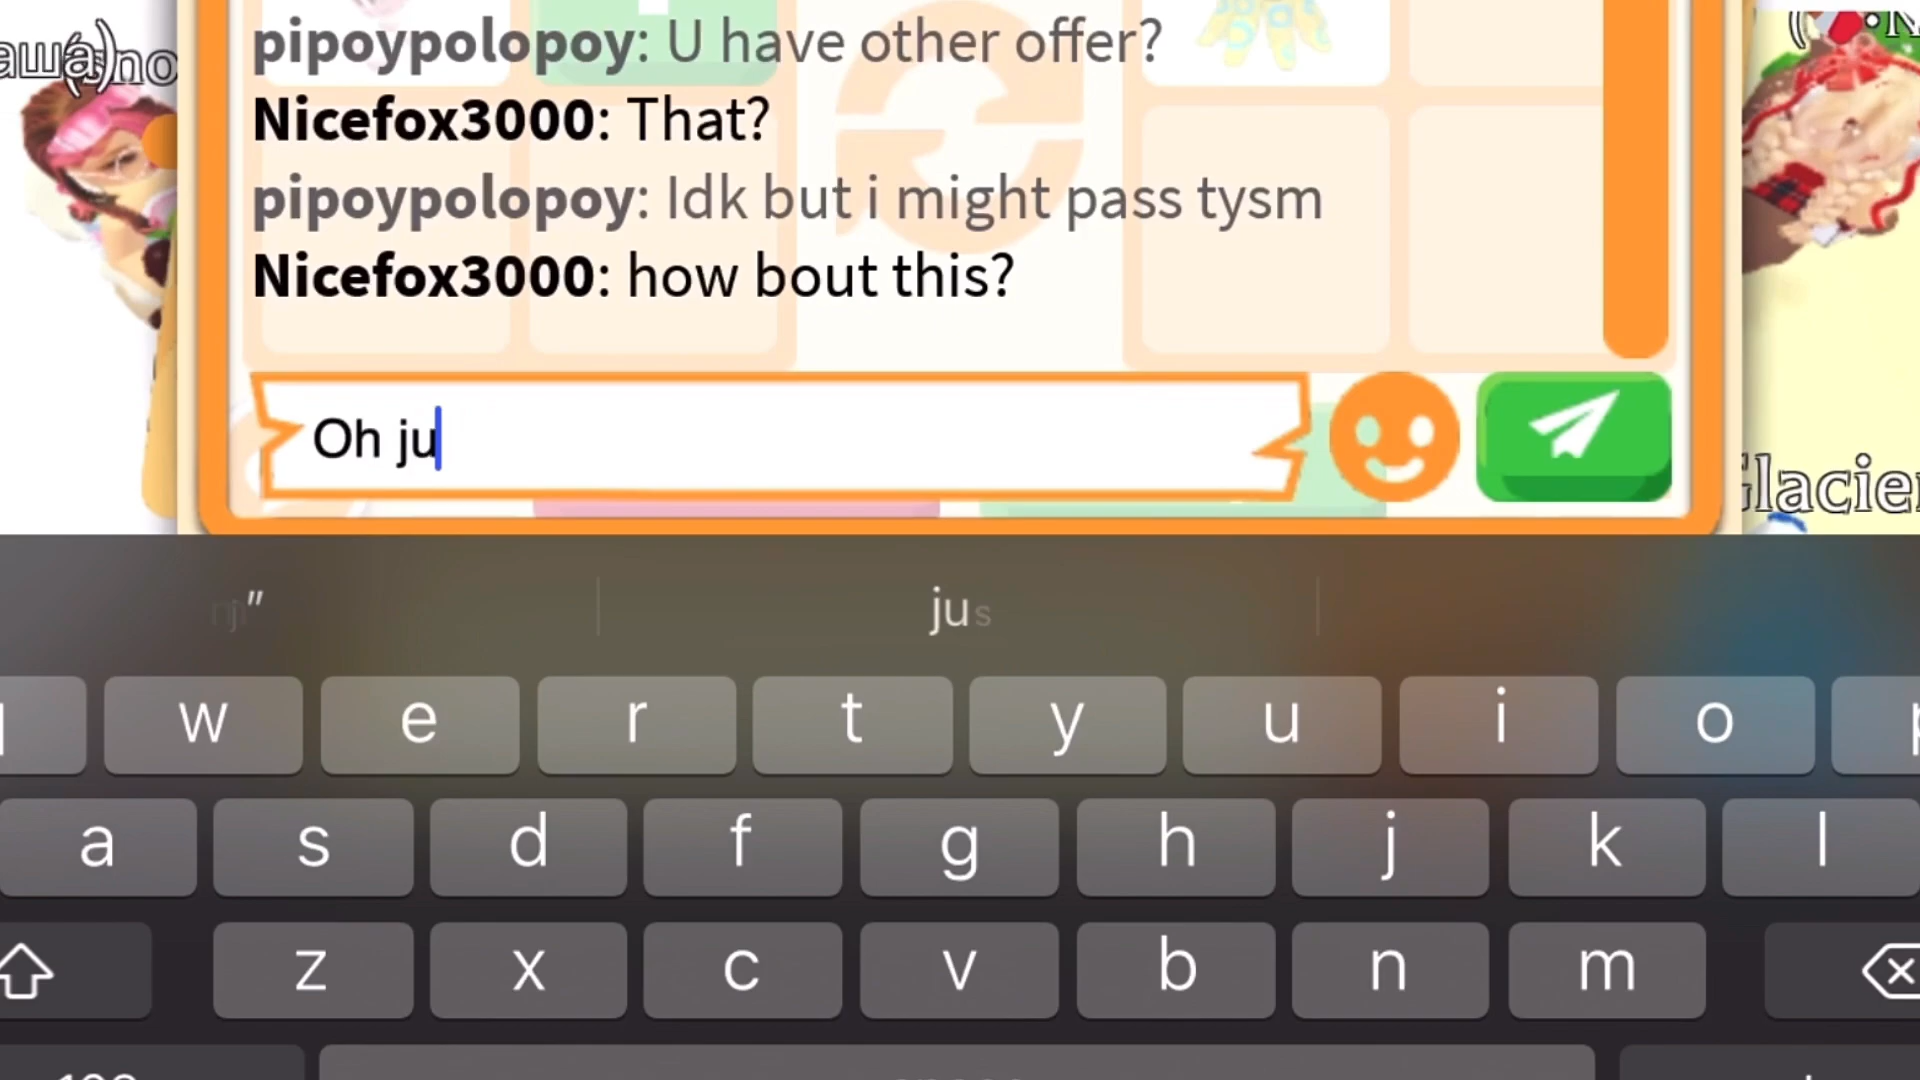 pipoypolopoy: U have other offer?
Nicefox3000: That?
pipoypolopoy: Idk but i might pass tysm
Nicefox3000: how bout this?
Oh ju
jus
w e r t y u i o p
a s d f g h j k l
z x c v b n m